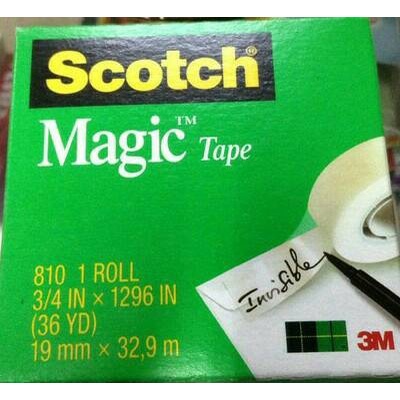 Scotch®
Magic™ Tape
810 1 ROLL
3/4 IN × 1296 IN
(36 YD)
19 mm × 32,9 m
Invisible
3M